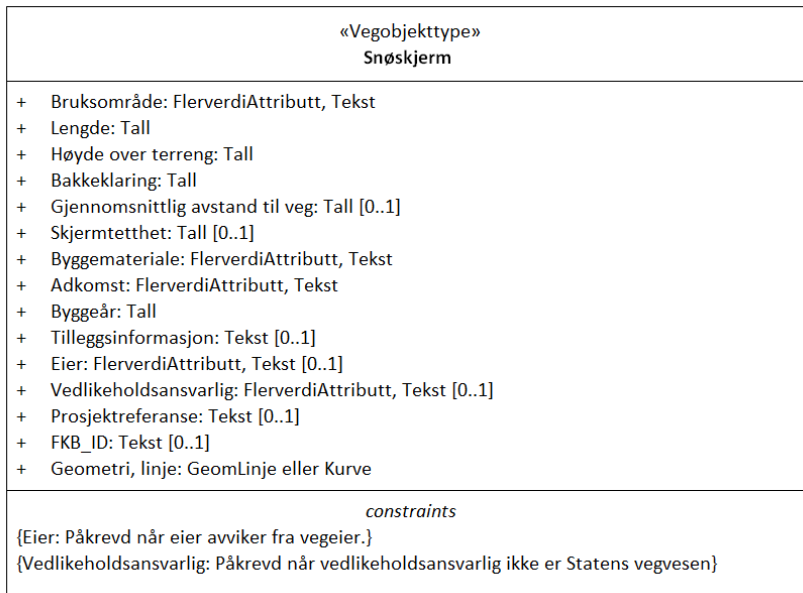 «Vegobjekttype»
Snøskjerm
+ Bruksområde: FlerverdiAttributt, Tekst
+ Lengde: Tall
+ Høyde over terreng: Tall
+ Bakkeklaring: Tall
+ Gjennomsnittlig avstand til veg: Tall [0..1]
+ Skjermtetthet: Tall [0..1]
+ Byggemateriale: FlerverdiAttributt, Tekst
+ Adkomst: FlerverdiAttributt, Tekst
+ Byggeår: Tall
+ Tilleggsinformasjon: Tekst [0..1]
+ Eier: FlerverdiAttributt, Tekst [0..1]
+ Vedlikeholdsansvarlig: FlerverdiAttributt, Tekst [0..1]
+ Prosjektreferanse: Tekst [0..1]
+ FKB_ID: Tekst [0..1]
+ Geometri, linje: GeomLinje eller Kurve
constraints
{Eier: Påkrevd når eier avviker fra vegeier.}
{Vedlikeholdsansvarlig: Påkrevd når vedlikeholdsansvarlig ikke er Statens vegvesen}